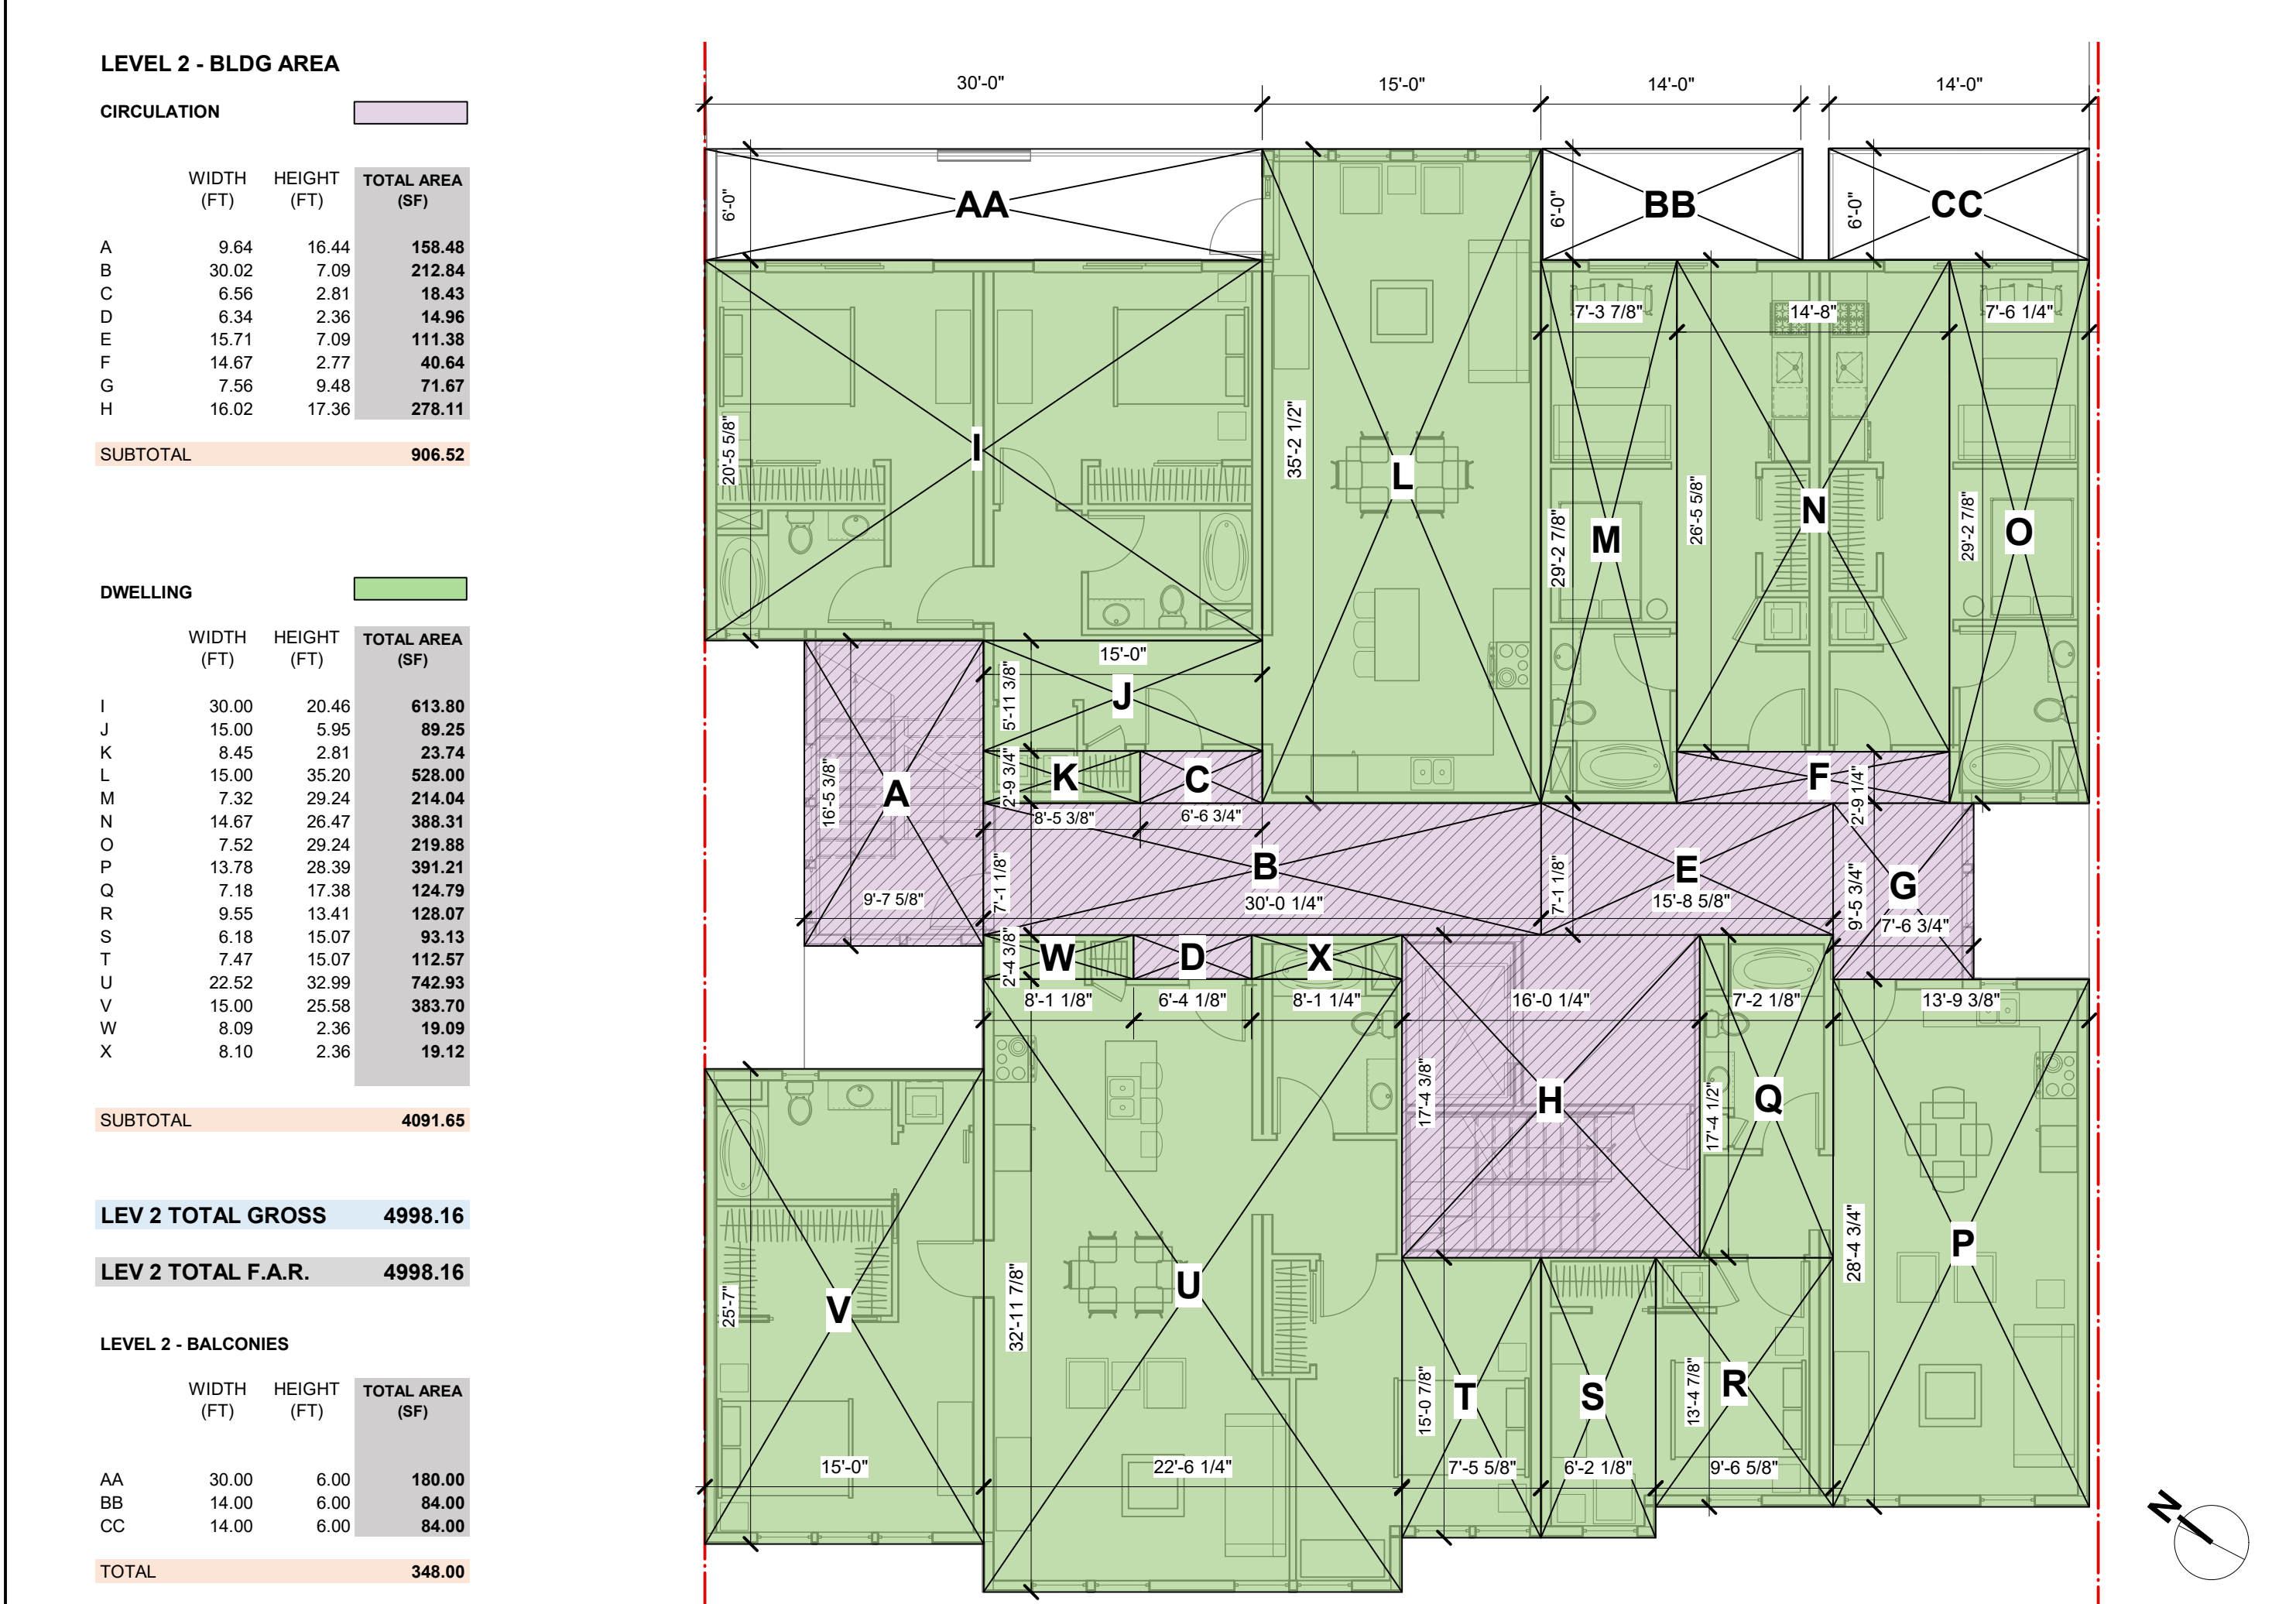 LEVEL 2 - BLDG AREA
CIRCULATION
WIDTH HEIGHT TOTAL AREA
(FT) (FT) (SF)
A 9.64 16.44 158.48
B 30.02 7.09 212.84
C 6.56 2.81 18.43
D 6.34 2.36 14.96
E 15.71 7.09 111.38
F 14.67 2.77 40.64
G 7.56 9.48 71.67
H 16.02 17.36 278.11
SUBTOTAL 906.52
DWELLING
WIDTH HEIGHT TOTAL AREA
(FT) (FT) (SF)
I 30.00 20.46 613.80
J 15.00 5.95 89.25
K 8.45 2.81 23.74
L 15.00 35.20 528.00
M 7.32 29.24 214.04
N 14.67 26.47 388.31
O 7.52 29.24 219.88
P 13.78 28.39 391.21
Q 7.18 17.38 124.79
R 9.55 13.41 128.07
S 6.18 15.07 93.13
T 7.47 15.07 112.57
U 22.52 32.99 742.93
V 15.00 25.58 383.70
W 8.09 2.36 19.09
X 8.10 2.36 19.12
SUBTOTAL 4091.65
LEV 2 TOTAL GROSS 4998.16
LEV 2 TOTAL F.A.R. 4998.16
LEVEL 2 - BALCONIES
WIDTH HEIGHT TOTAL AREA
(FT) (FT) (SF)
AA 30.00 6.00 180.00
BB 14.00 6.00 84.00
CC 14.00 6.00 84.00
TOTAL 348.00
30'-0" 15'-0" 14'-0" 14'-0"
6'-0" AA 6'-0" BB 6'-0" CC
7'-3 7/8" 14'-8" 7'-6 1/4"
20'-5 5/8" I 35'-2 1/2" L 29'-2 7/8" M 26'-5 5/8" N 29'-2 7/8" O
15'-0"
5'-11 3/8" J
2'-9 3/4" K C F 2'-9 1/4"
16'-5 3/8" A
8'-5 3/8" 6'-6 3/4"
7'-1 1/8" B 7'-1 1/8" E 9'-5 3/4" G
9'-7 5/8" 30'-0 1/4" 15'-8 5/8" 7'-6 3/4"
2'-4 3/8" W D X
8'-1 1/8" 6'-4 1/8" 8'-1 1/4" 16'-0 1/4" 7'-2 1/8" 13'-9 3/8"
17'-4 3/8" H 17'-4 1/2" Q
25'-7" V 32'-11 7/8" U 28'-4 3/4" P
15'-0 7/8" T S 13'-4 7/8" R
15'-0" 22'-6 1/4" 7'-5 5/8" 6'-2 1/8" 9'-6 5/8"
N